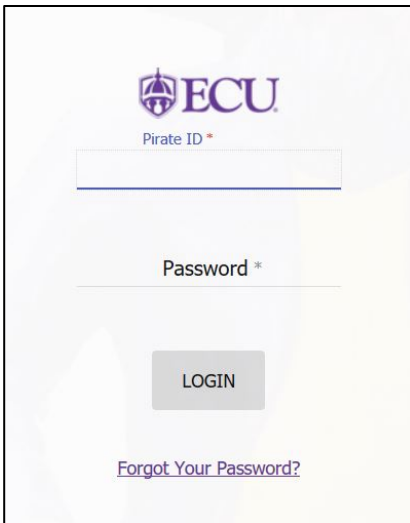 ECU
Pirate ID *
Password *
LOGIN
Forgot Your Password?